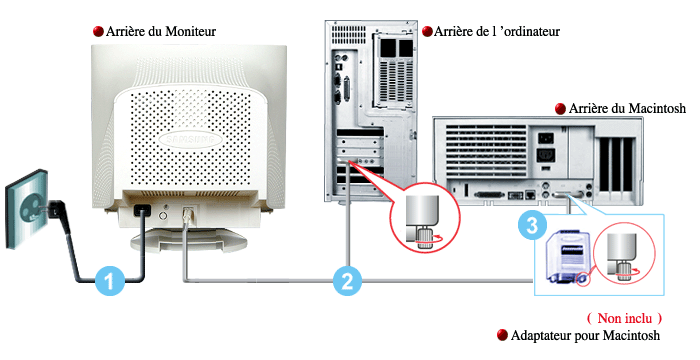 Arrière du Moniteur
Arrière de l 'ordinateur
Arrière du Macintosh
1
2
3
( Non inclu )
Adaptateur pour Macintosh